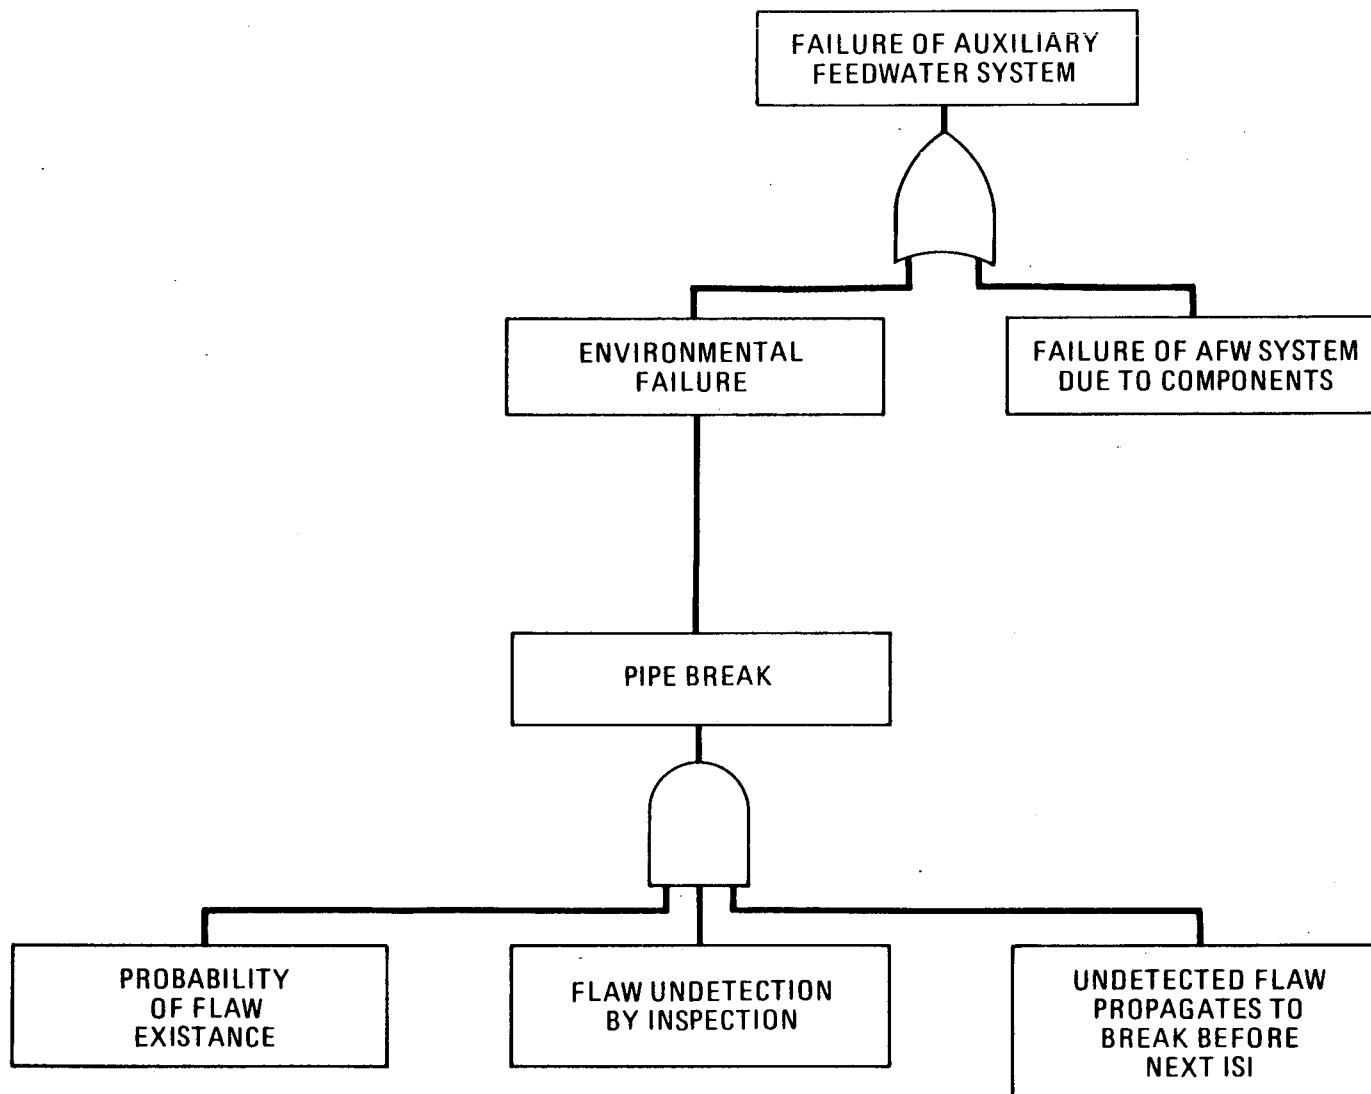 FAILURE OF AUXILIARY
FEEDWATER SYSTEM
ENVIRONMENTAL
FAILURE
FAILURE OF AFW SYSTEM
DUE TO COMPONENTS
PIPE BREAK
PROBABILITY
OF FLAW
EXISTANCE
FLAW UNDETECTION
BY INSPECTION
UNDETECTED FLAW
PROPAGATES TO
BREAK BEFORE
NEXT ISI